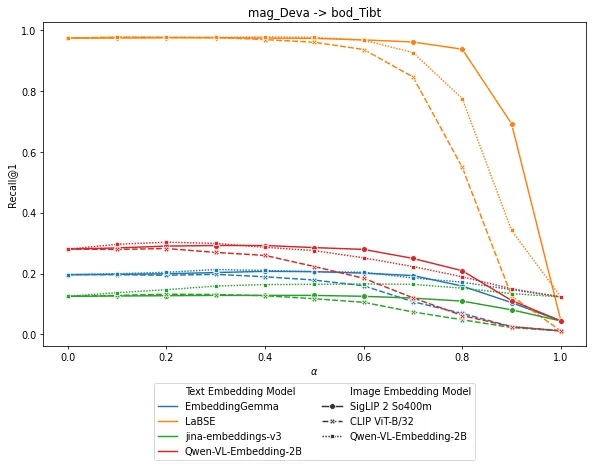 mag_Deva -> bod_Tibt
Recall@1
1.0
0.8
0.6
0.4
0.2
0.0
0.0 0.2 0.4 0.6 0.8 1.0
α
Text Embedding Model
EmbeddingGemma
LaBSE
jina-embeddings-v3
Qwen-VL-Embedding-2B
Image Embedding Model
SigLIP 2 So400m
CLIP ViT-B/32
Qwen-VL-Embedding-2B